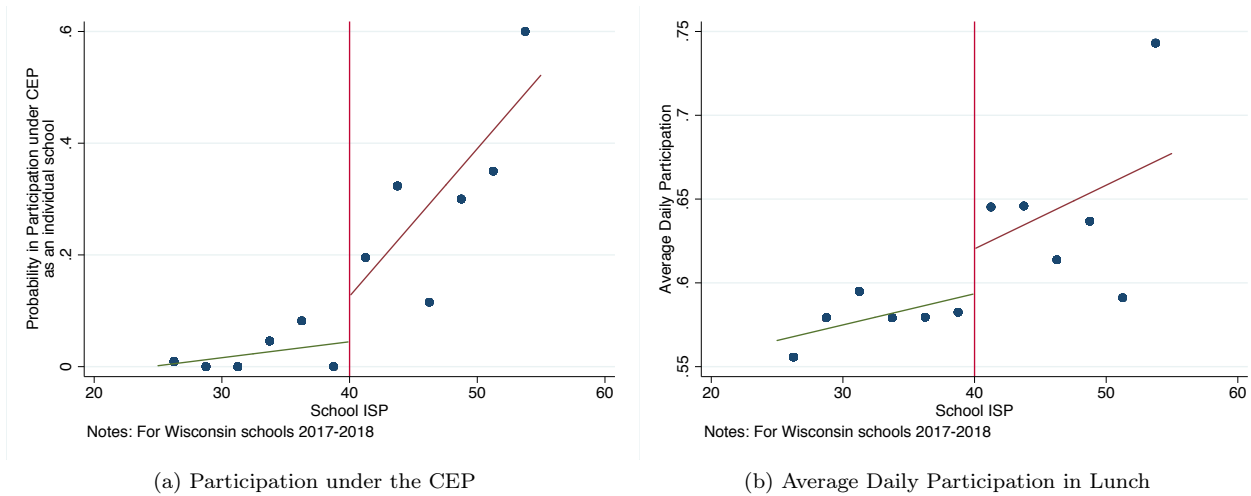 Probability in Participation under CEP
as an individual school
.6
.4
.2
0
20 30 40 50 60
School ISP
Notes: For Wisconsin schools 2017-2018
(a) Participation under the CEP
Average Daily Participation
.75
.7
.65
.6
.55
20 30 40 50 60
School ISP
Notes: For Wisconsin schools 2017-2018
(b) Average Daily Participation in Lunch